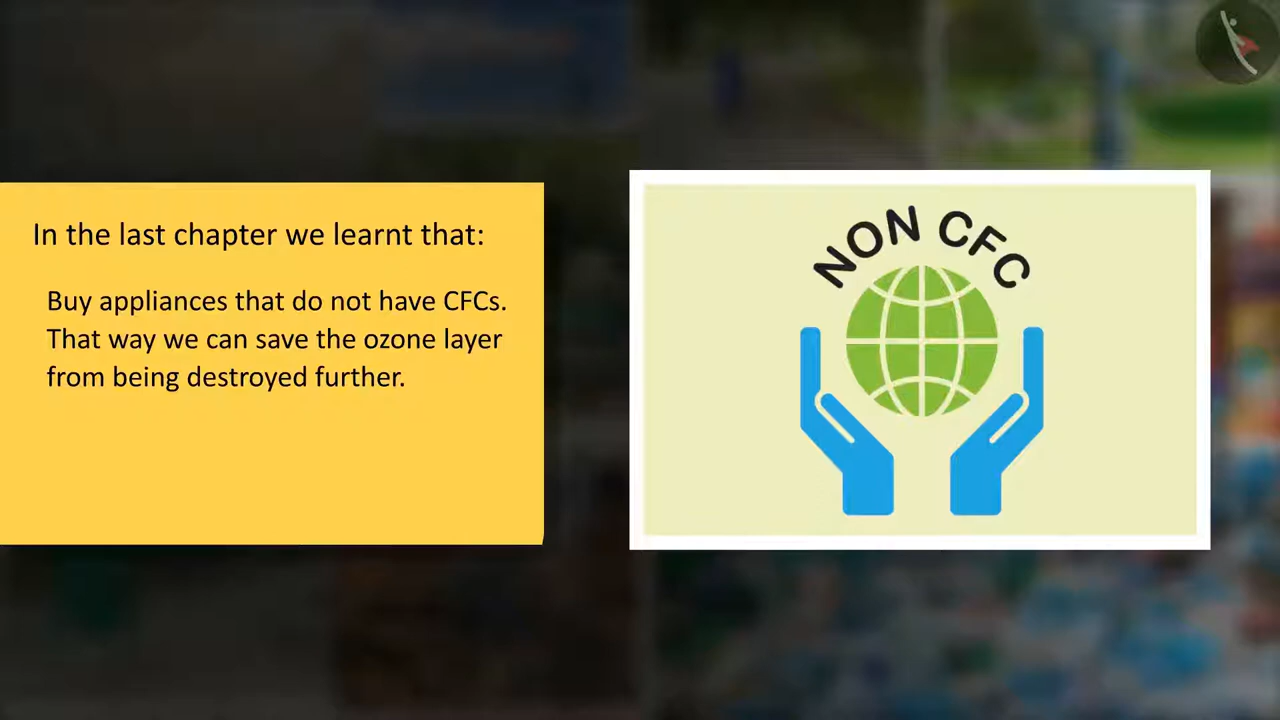 In the last chapter we learnt that:
Buy appliances that do not have CFCs.
That way we can save the ozone layer
from being destroyed further.
NON CFC